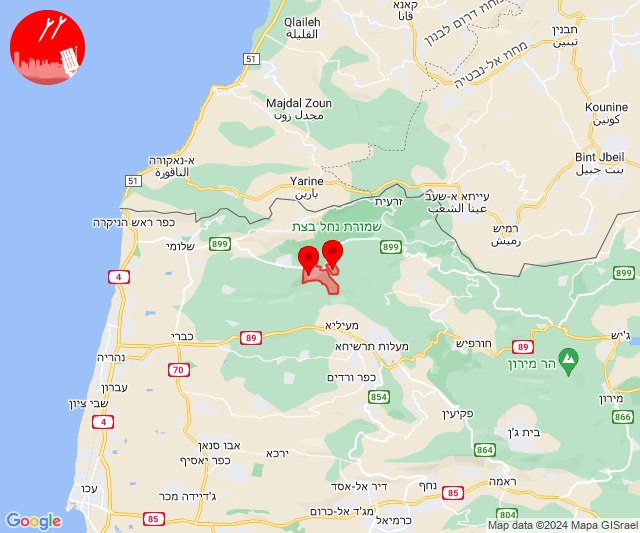 Qlaileh
القليلة
קאנא
قانا
מחוז דרום לבנון
תבנין
تبنين
מחוז אל-נבטיה
51
Majdal Zoun
مجدل زون
Kounine
كونين
Bint Jbeil
بنت جبيل
א-נאקורה
الناقورة
51
Yarine
يارين
זרעית
עייתא א-שעב
عيتا الشعب
רמיש
رميش
כפר ראש הניקרה
שמורת נחל בצת
שלומי
899
899
899
4
מעיליא
כברי
89
מעלות תרשיחא
חורפיש
89
ג'יש
נהריה
הר מירון
70
כפר ורדים
עברון
854
מירון
שבי ציון
פקיעין
866
4
בית ג'ן
אבו סנאן
864
כפר יאסיף
ירכא
ראמה
עכו
ג'דיידה מכר
דיר אל-אסד
נחף
85
804
85
מג'ד אל-כרום
כרמיאל
Google
Map data ©2024 Mapa GISrael